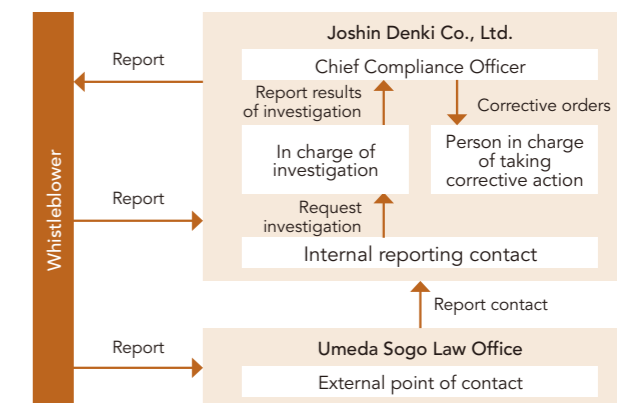 Joshin Denki Co., Ltd.
Report
Chief Compliance Officer
Report results
of investigation
Corrective orders
In charge of
investigation
Person in charge
of taking
corrective action
Whistleblower
Report
Request
investigation
Internal reporting contact
Report contact
Report
Umeda Sogo Law Office
External point of contact